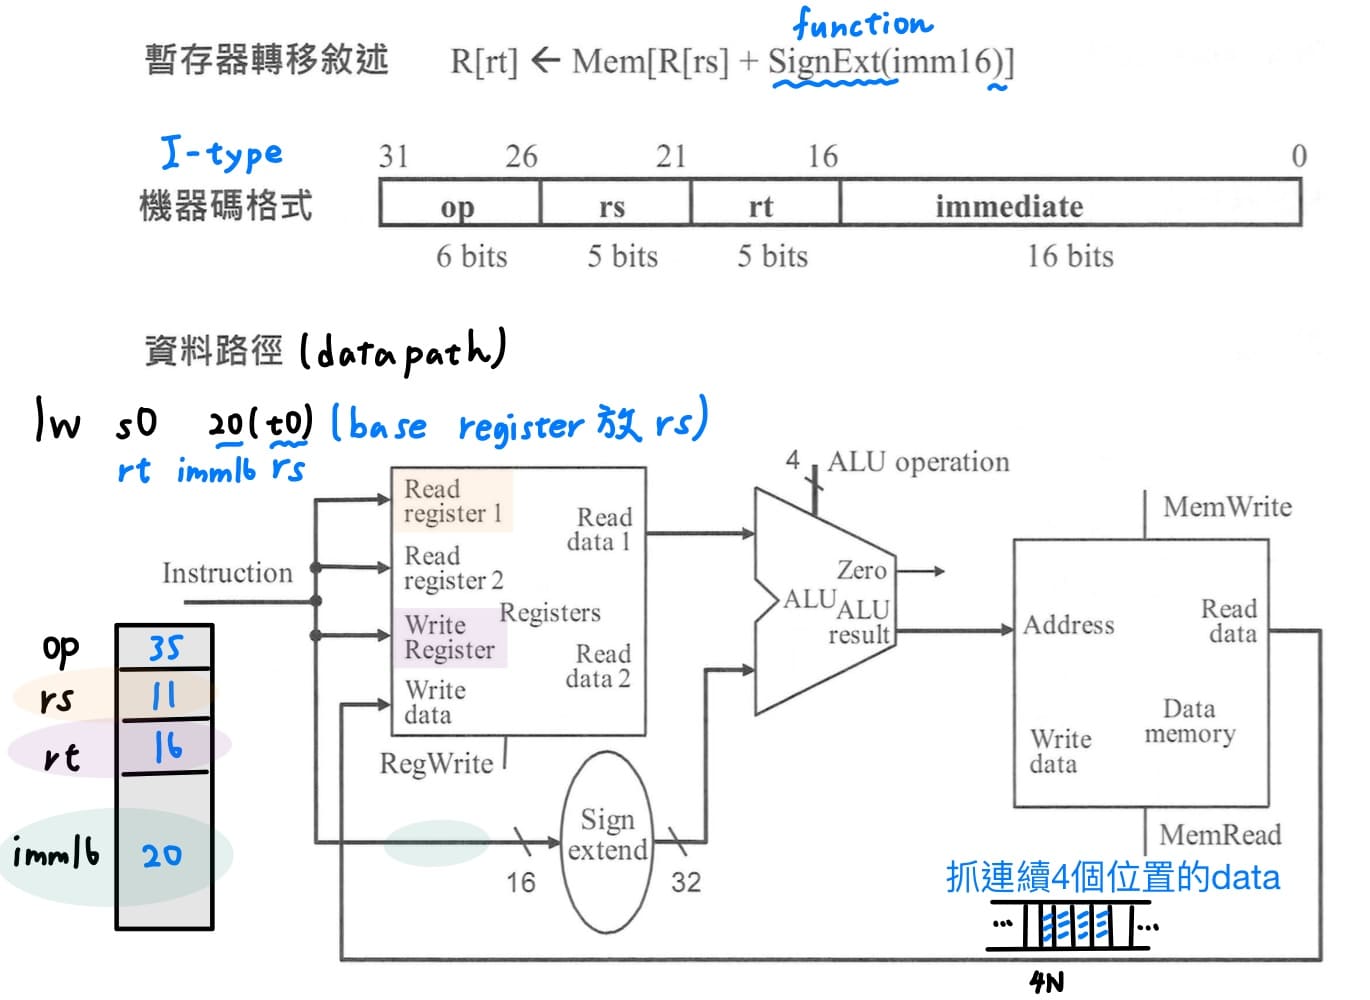 function
暫存器轉移敘述 R[rt] ← Mem[R[rs] + SignExt(imm16)]
I-type
31 26 21 16 0
機器碼格式 op rs rt immediate
6 bits 5 bits 5 bits 16 bits
資料路徑 (datapath)
lw s0 20(t0) (base register 放 rs)
rt imm16 rs
4 ALU operation
Read register 1
Read data 1
MemWrite
Read register 2
Instruction
Zero
Registers
ALU
ALU result
Write Register
Read data 2
Address
Read data
Write data
Data memory
Write data
RegWrite
op 35
rs 11
rt 16
imm16 20
Sign extend
16 32
MemRead
抓連續4個位置的data
... ...
4N